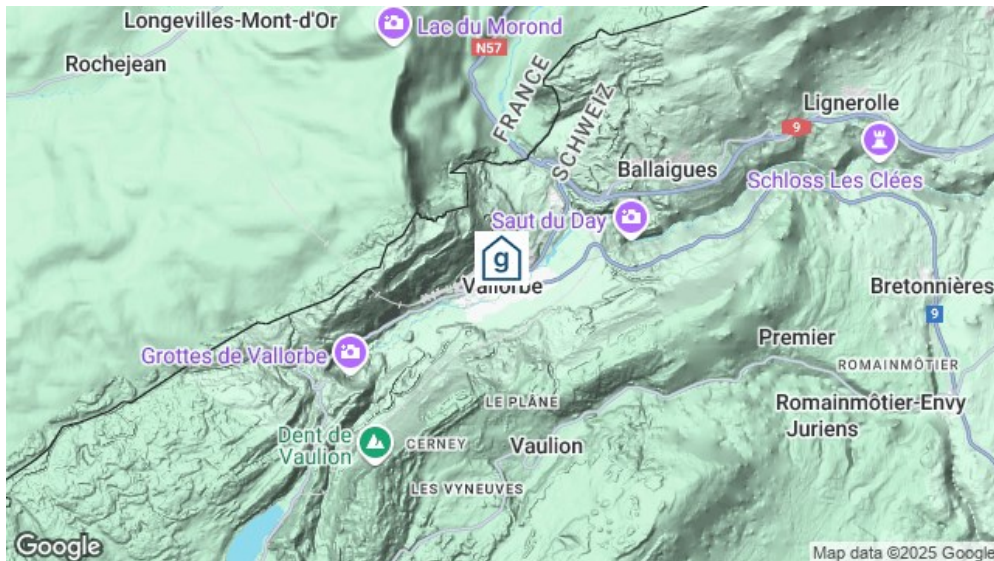 Longevilles-Mont-d'Or
Lac du Morond
N57
Rochejean
FRANCE
SCHWEIZ
Lignerolle
9
Ballaigues
Schloss Les Clées
Saut du Day
g
Vallorbe
Bretonnières
9
Grottes de Vallorbe
Premier
ROMAINMÔTIER
LE PLÂNE
Romainmôtier-Envy
Juriens
Dent de
Vaulion
CERNEY
Vaulion
LES VYNEUVES
Google
Map data ©2025 Google